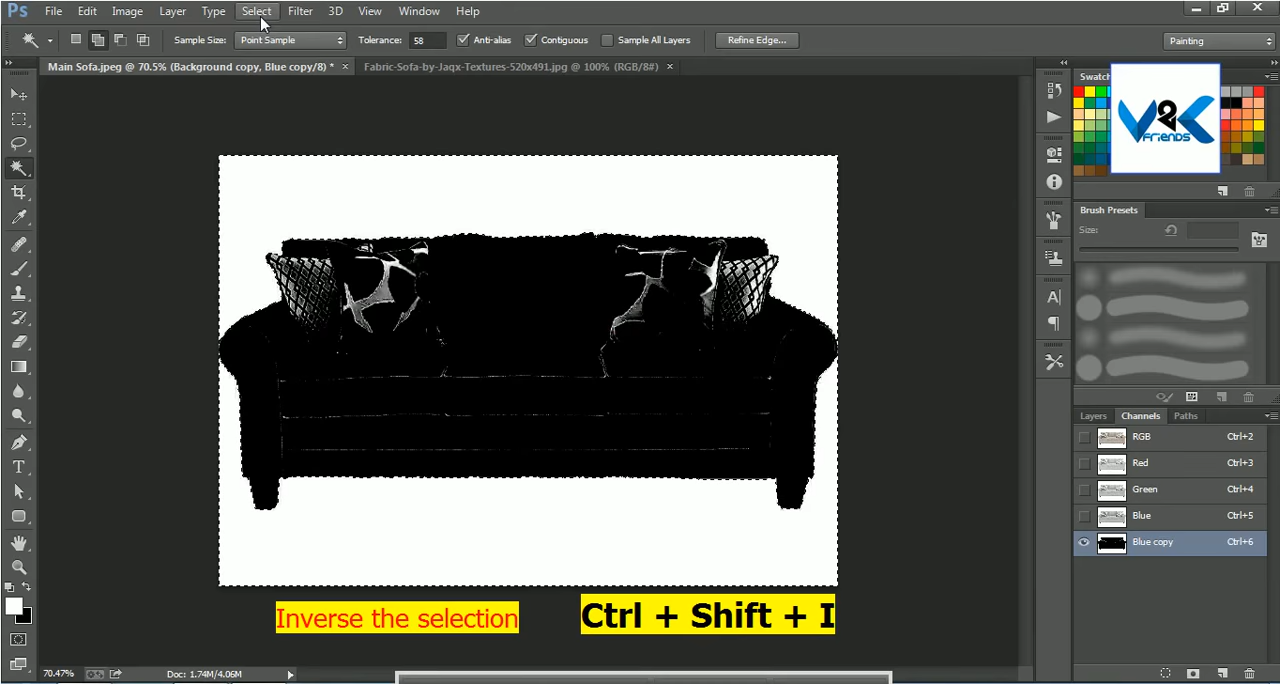 Ps File Edit Image Layer Type Select Filter 3D View Window Help
Sample Size: Point Sample Tolerance: 58 Anti-alias Contiguous Sample All Layers Refine Edge... Painting
Main Sofa.jpeg @ 70.5% (Background copy, Blue copy/8) * × Fabric-Sofa-by-Jaqx-Textures-520x491.jpg @ 100% (RGB/8#) ×
Swatc
V2K
Friends
Brush Presets
Size:
Layers Channels Paths
RGB Ctrl+2
Red Ctrl+3
Green Ctrl+4
Blue Ctrl+5
Blue copy Ctrl+6
Inverse the selection
Ctrl + Shift + I
70.47% Doc: 1.74M/4.06M